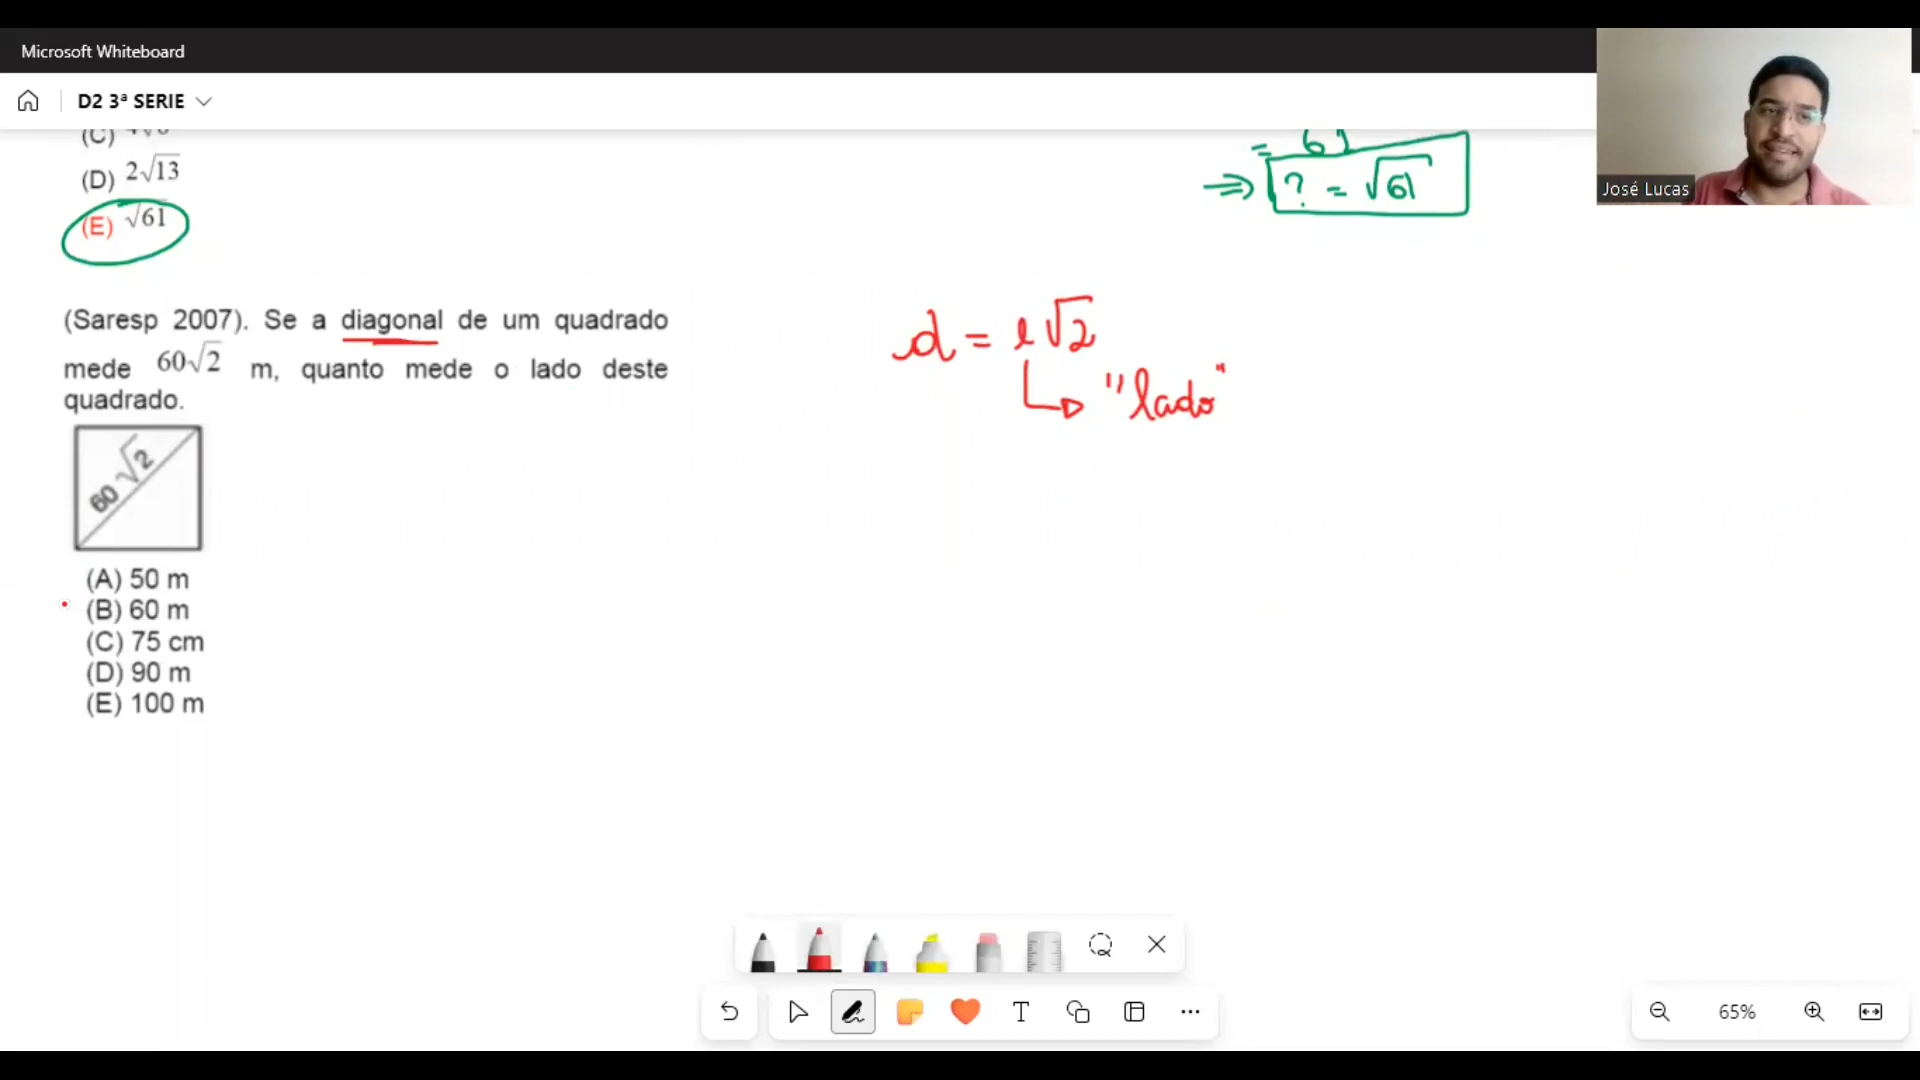 Microsoft Whiteboard
D2 3ª SERIE
José Lucas
(C)
(D) 2√13
(E) √61
= 61
⇒ ? = √61
(Saresp 2007). Se a diagonal de um quadrado
mede 60√2 m, quanto mede o lado deste
quadrado.
d = l√2
"lado"
60√2
(A) 50 m
(B) 60 m
(C) 75 cm
(D) 90 m
(E) 100 m
65%